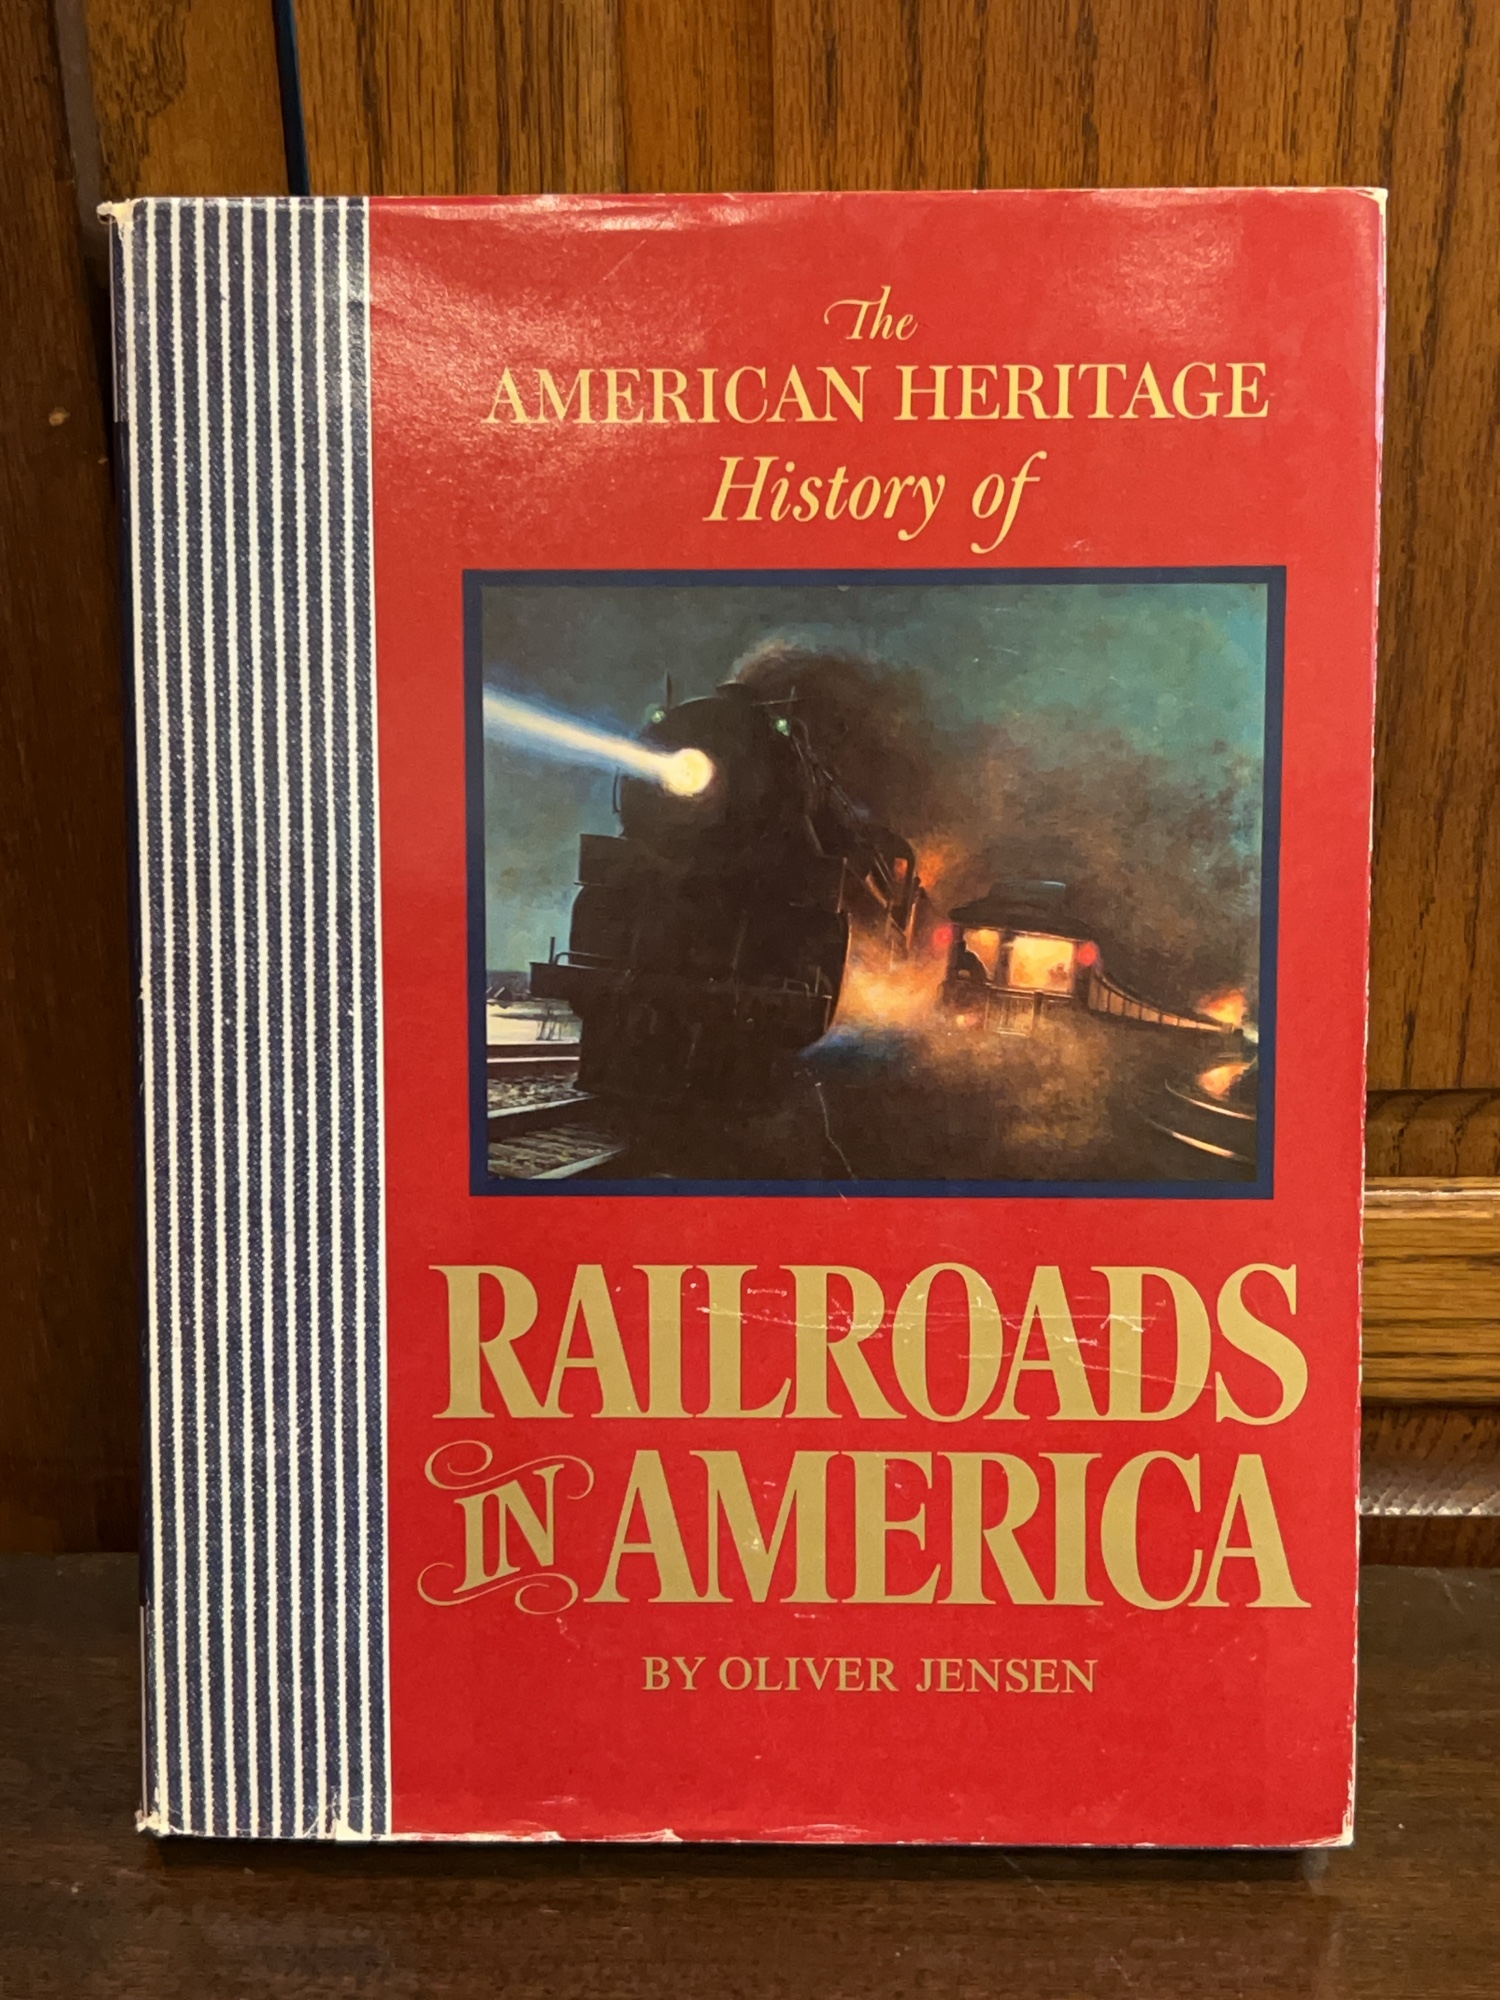 The
AMERICAN HERITAGE
History of
RAILROADS
IN AMERICA
BY OLIVER JENSEN